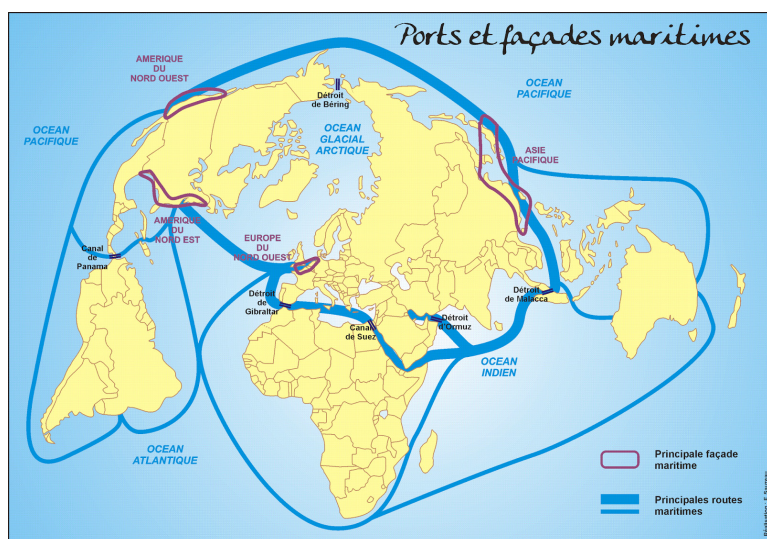 Ports et façades maritimes
AMERIQUE
DU
NORD OUEST
Détroit
de Béring
OCEAN
PACIFIQUE
OCEAN
PACIFIQUE
OCEAN
GLACIAL
ARCTIQUE
ASIE
PACIFIQUE
AMERIQUE
DU
NORD EST
EUROPE
DU
NORD OUEST
Canal
de
Panama
Détroit
de
Gibraltar
Canal
de Suez
Détroit
d'Ormuz
Détroit
de Malacca
OCEAN
INDIEN
OCEAN
ATLANTIQUE
Principale façade
maritime
Principales routes
maritimes
Réalisation : F.